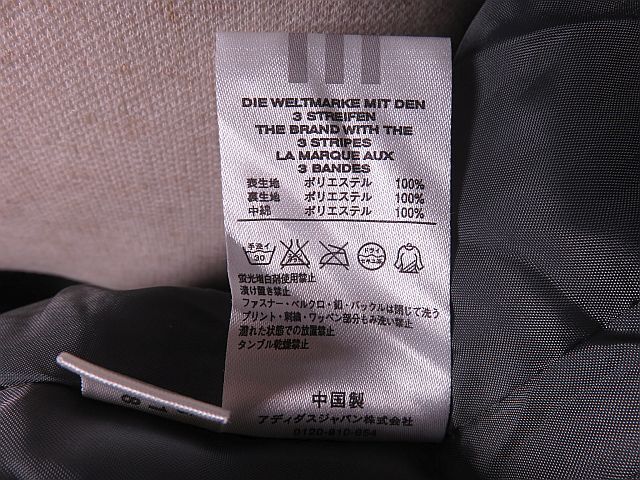 DIE WELTMARKE MIT DEN
3 STREIFEN
THE BRAND WITH THE
3 STRIPES
LA MARQUE AUX
3 BANDES
表生地 ポリエステル 100%
裏生地 ポリエステル 100%
中綿 ポリエステル 100%
手洗イ
30
ドライ
セキユ系
蛍光増白剤使用禁止
漬け置き禁止
ファスナー・ベルクロ・釦・バックルは閉じて洗う
プリント・刺繍・ワッペン部分もみ洗い禁止
濡れた状態での放置禁止
タンブル乾燥禁止
中国製
アディダスジャパン株式会社
0120-810-654